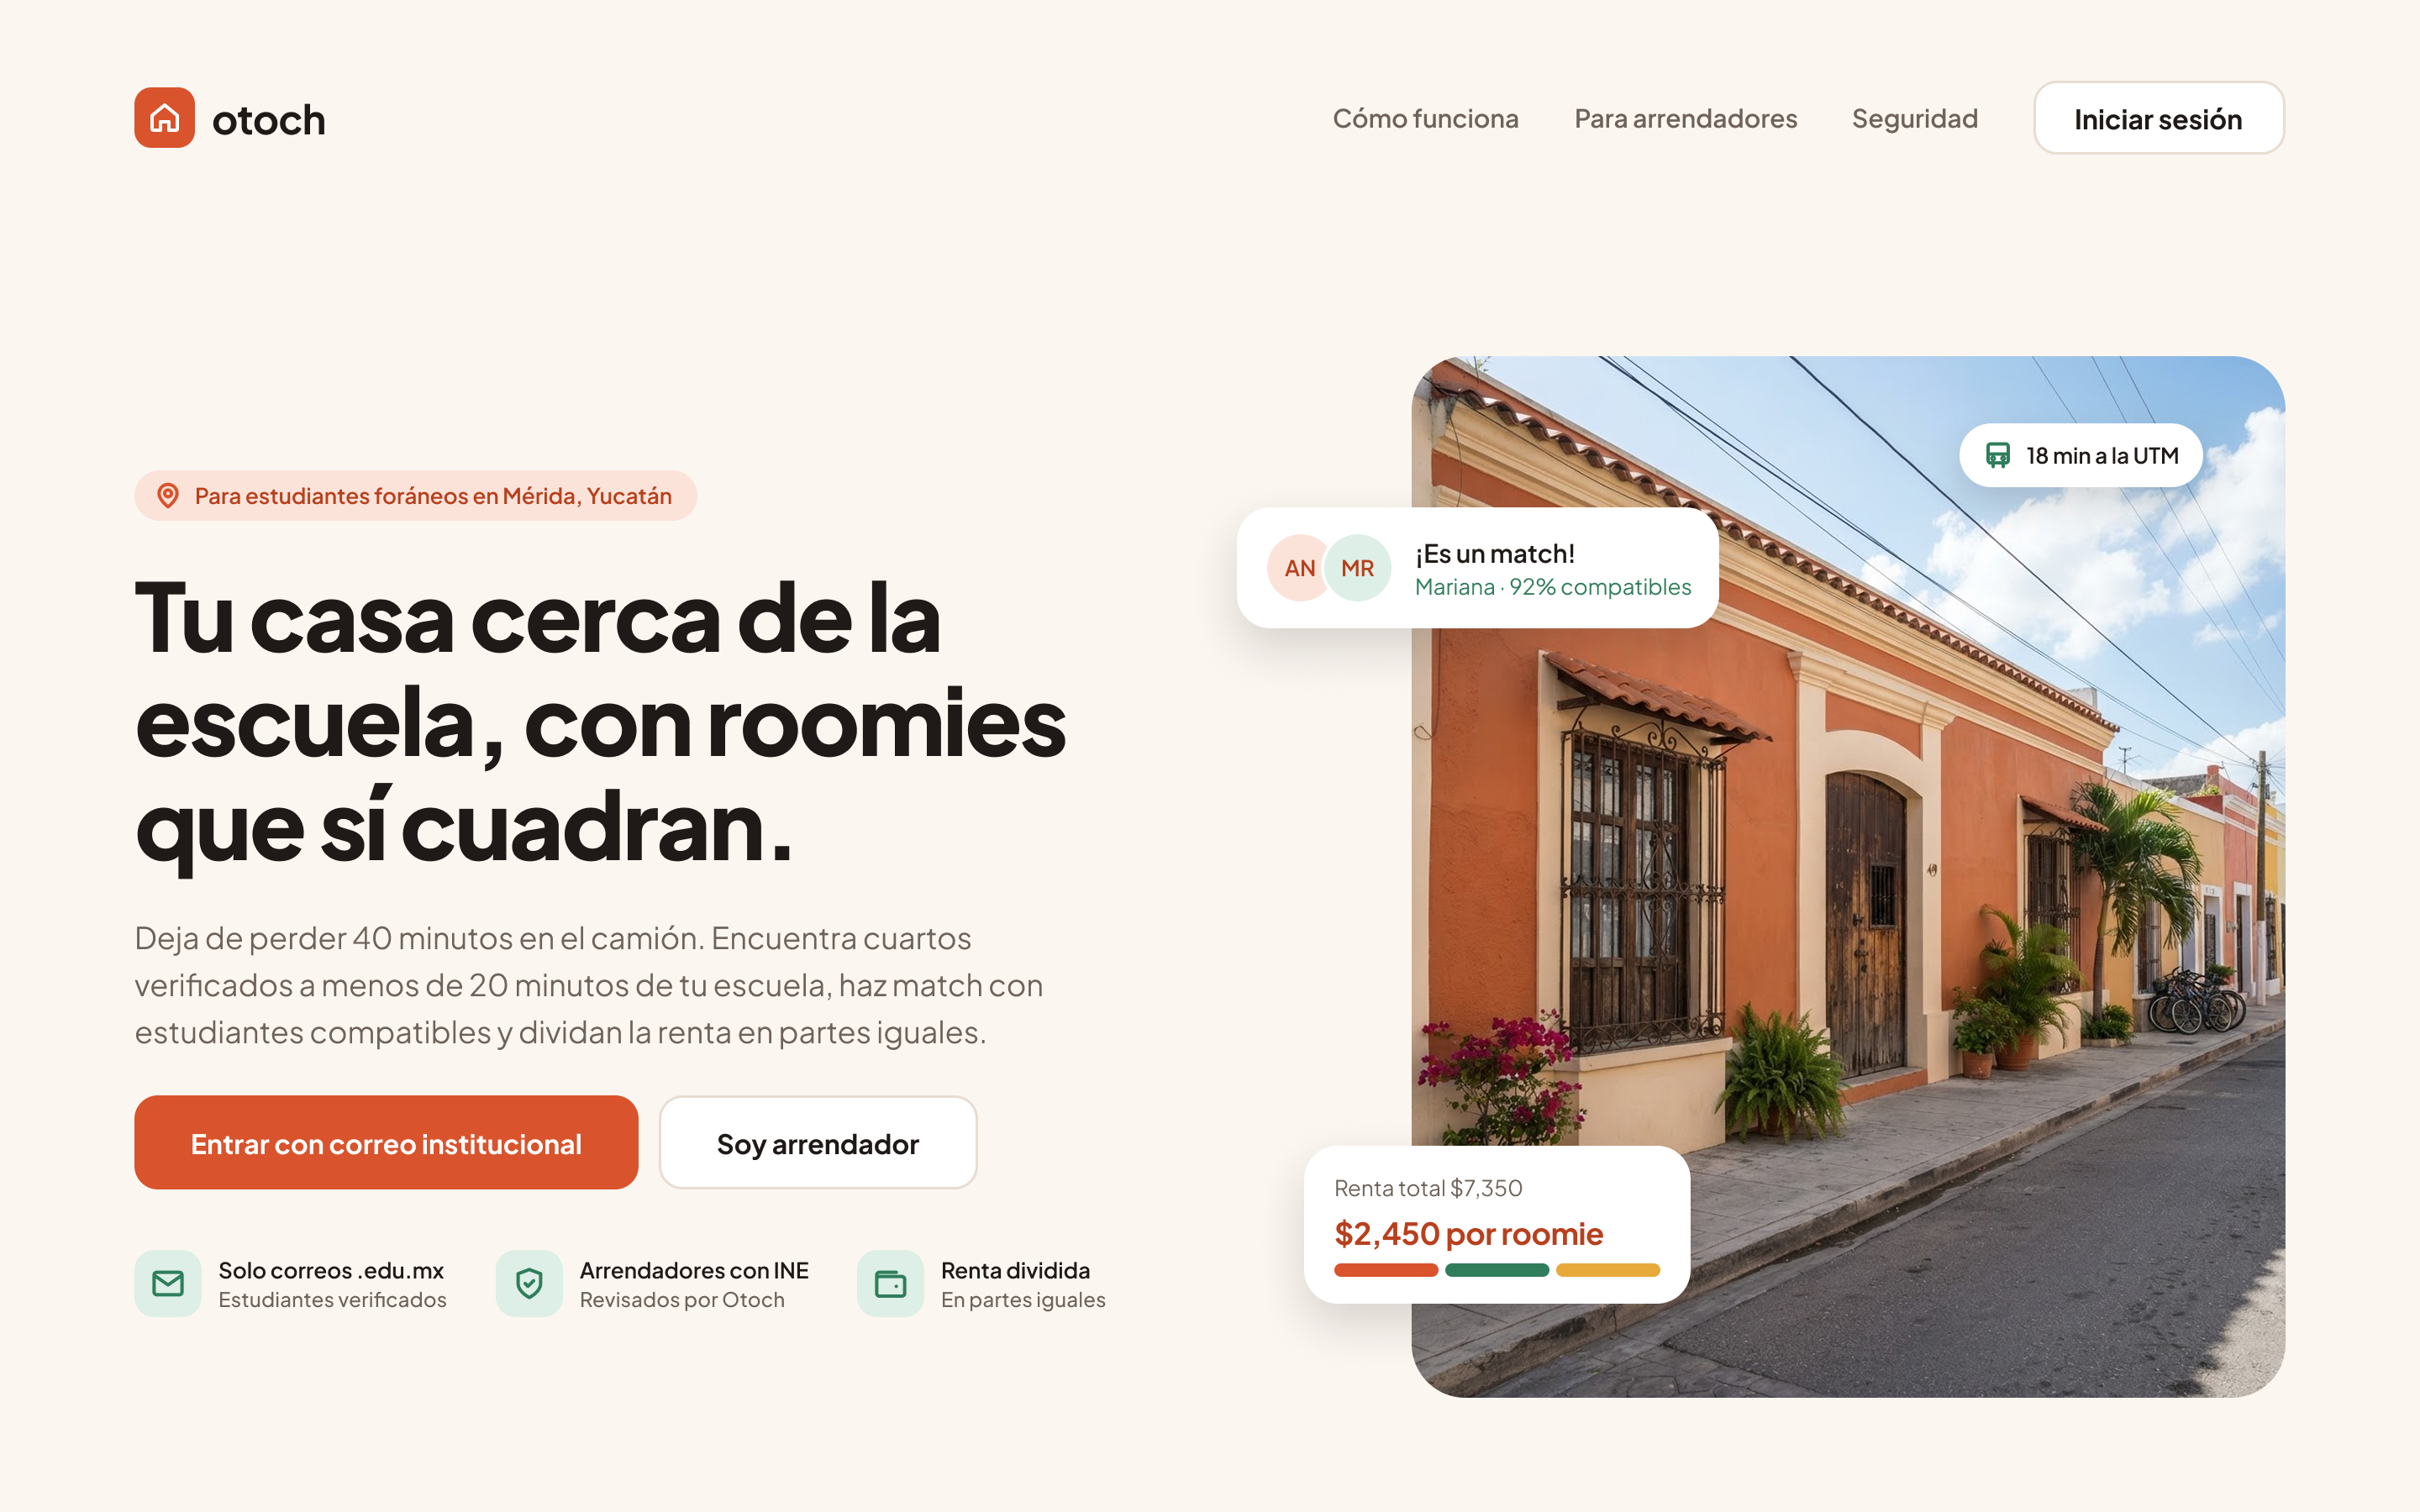 otoch
Cómo funciona
Para arrendadores
Seguridad
Iniciar sesión
Para estudiantes foráneos en Mérida, Yucatán
Tu casa cerca de la
escuela, con roomies
que sí cuadran.
Deja de perder 40 minutos en el camión. Encuentra cuartos
verificados a menos de 20 minutos de tu escuela, haz match con
estudiantes compatibles y dividan la renta en partes iguales.
Entrar con correo institucional
Soy arrendador
Solo correos .edu.mx
Estudiantes verificados
Arrendadores con INE
Revisados por Otoch
Renta dividida
En partes iguales
18 min a la UTM
AN
MR
¡Es un match!
Mariana · 92% compatibles
Renta total $7,350
$2,450 por roomie